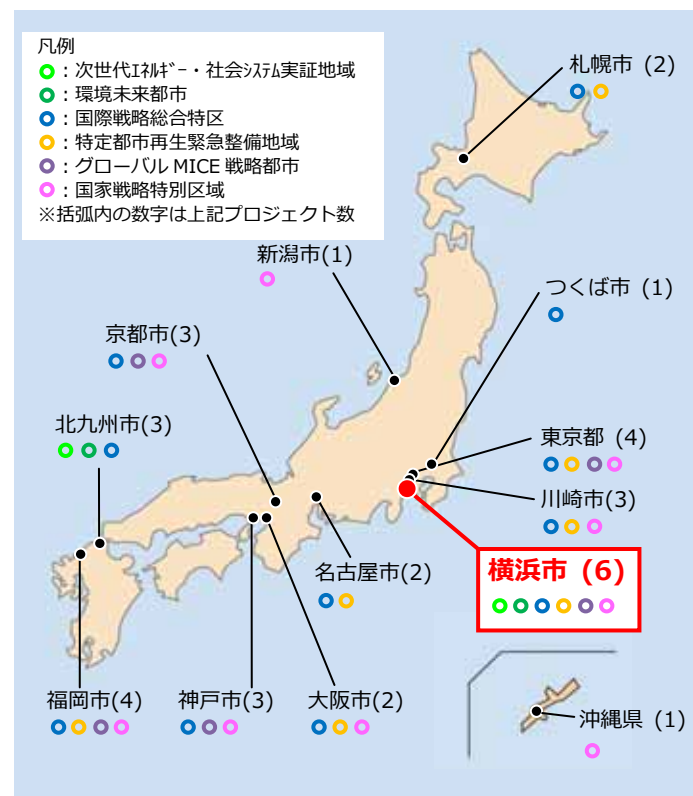 凡例
：次世代ｴﾈﾙｷﾞｰ・社会ｼｽﾃﾑ実証地域
：環境未来都市
：国際戦略総合特区
：特定都市再生緊急整備地域
：グローバル MICE 戦略都市
：国家戦略特別区域
※括弧内の数字は上記プロジェクト数
札幌市 (2)
新潟市(1)
つくば市 (1)
京都市(3)
北九州市(3)
東京都 (4)
川崎市(3)
横浜市 (6)
名古屋市(2)
福岡市(4)
神戸市(3)
大阪市(2)
沖縄県 (1)